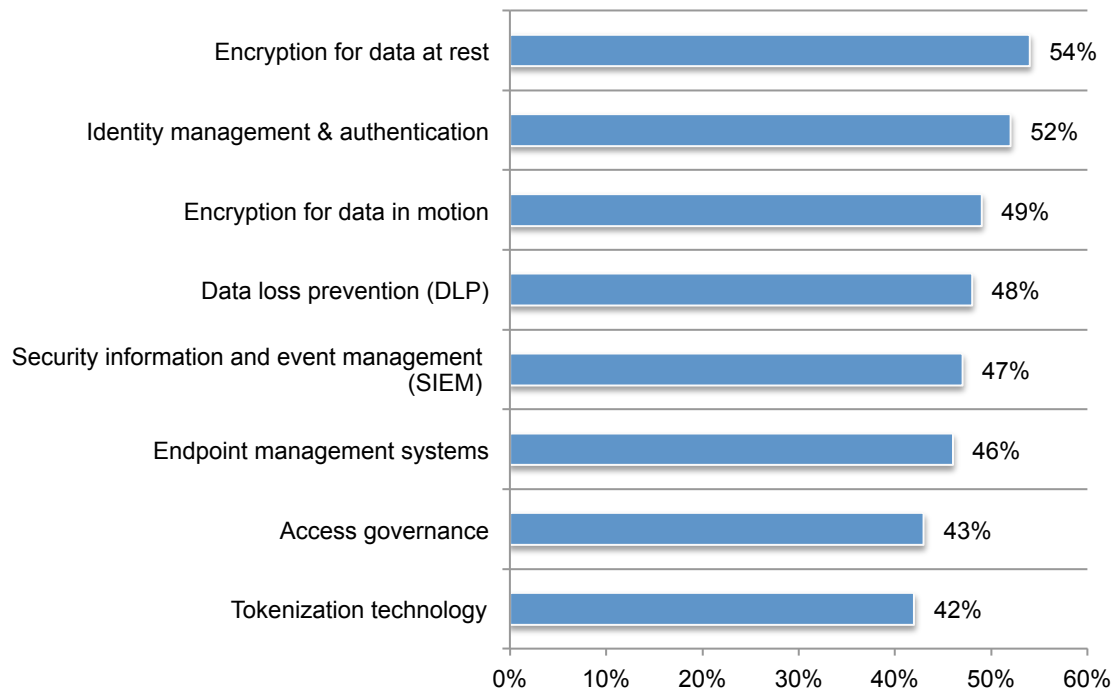 Encryption for data at rest 54%
Identity management & authentication 52%
Encryption for data in motion 49%
Data loss prevention (DLP) 48%
Security information and event management
(SIEM) 47%
Endpoint management systems 46%
Access governance 43%
Tokenization technology 42%
0% 10% 20% 30% 40% 50% 60%